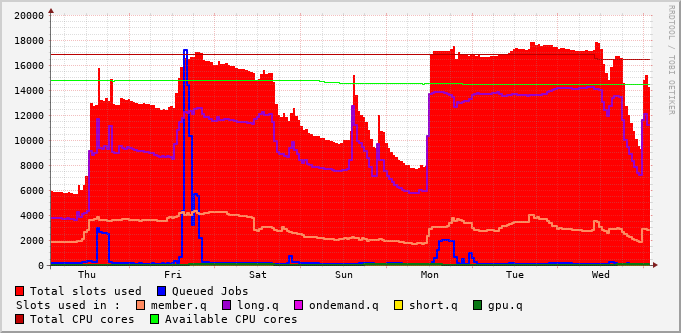 20000
18000
16000
14000
12000
10000
8000
6000
4000
2000
0
Thu Fri Sat Sun Mon Tue Wed
RRDTOOL / TOBI OETIKER
Total slots used Queued Jobs
Slots used in : member.q long.q ondemand.q short.q gpu.q
Total CPU cores Available CPU cores